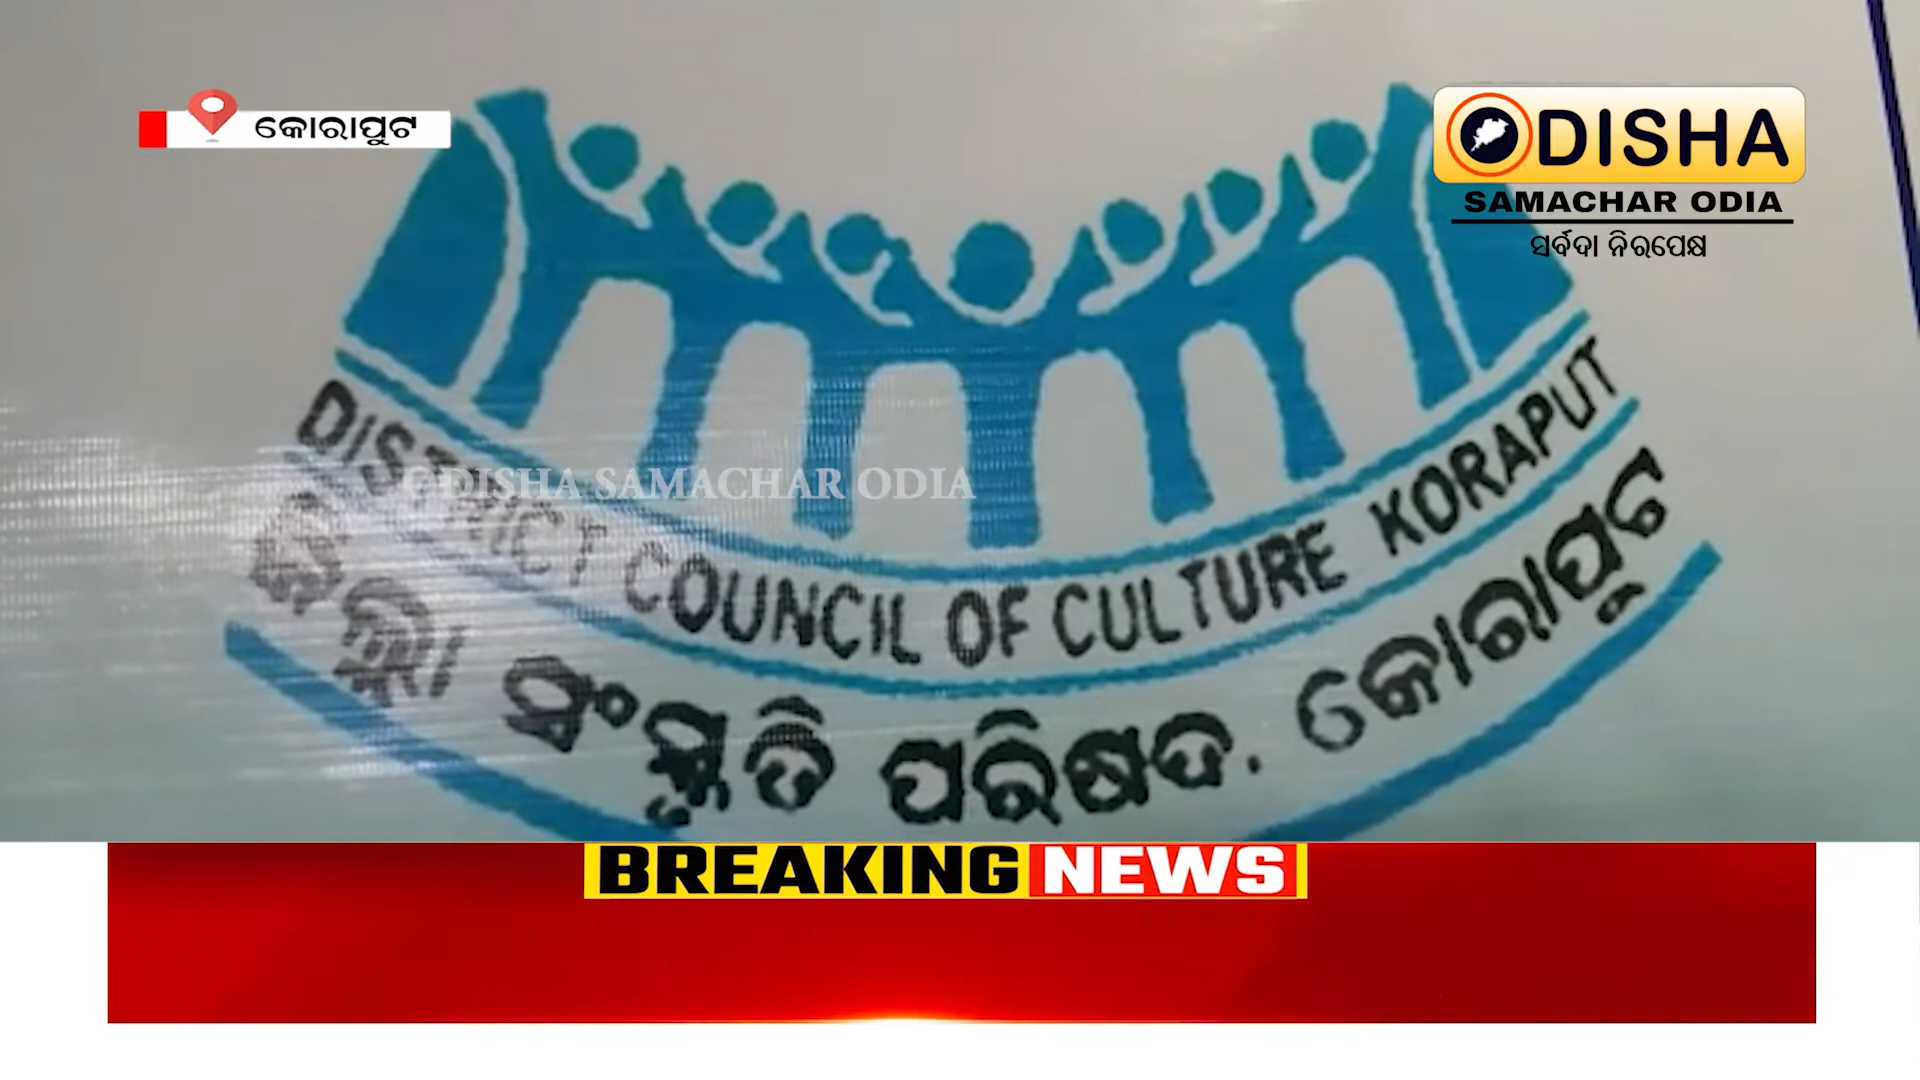 କୋରାପୁଟ
ODISHA
SAMACHAR ODIA
ସର୍ବଦା ନିରପେକ୍ଷ
DISTRICT COUNCIL OF CULTURE KORAPUT
ODISHA SAMACHAR ODIA
ଜିଲ୍ଲା ସଂସ୍କୃତି ପରିଷଦ, କୋରାପୁଟ
BREAKING NEWS